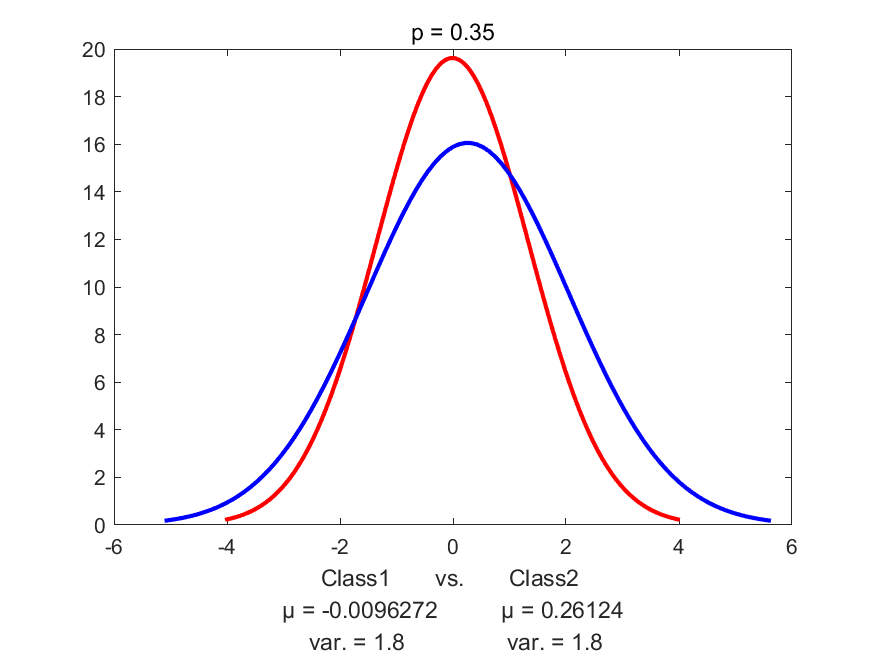 p = 0.35
20
18
16
14
12
10
8
6
4
2
0
-6 -4 -2 0 2 4 6
Class1 vs. Class2
μ = -0.0096272 μ = 0.26124
var. = 1.8 var. = 1.8